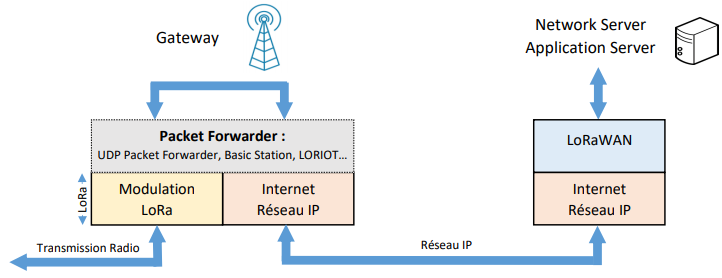 Gateway
Network Server
Application Server
Packet Forwarder :
UDP Packet Forwarder, Basic Station, LORIOT…
LoRaWAN
LoRa
Modulation
LoRa
Internet
Réseau IP
Internet
Réseau IP
Transmission Radio
Réseau IP